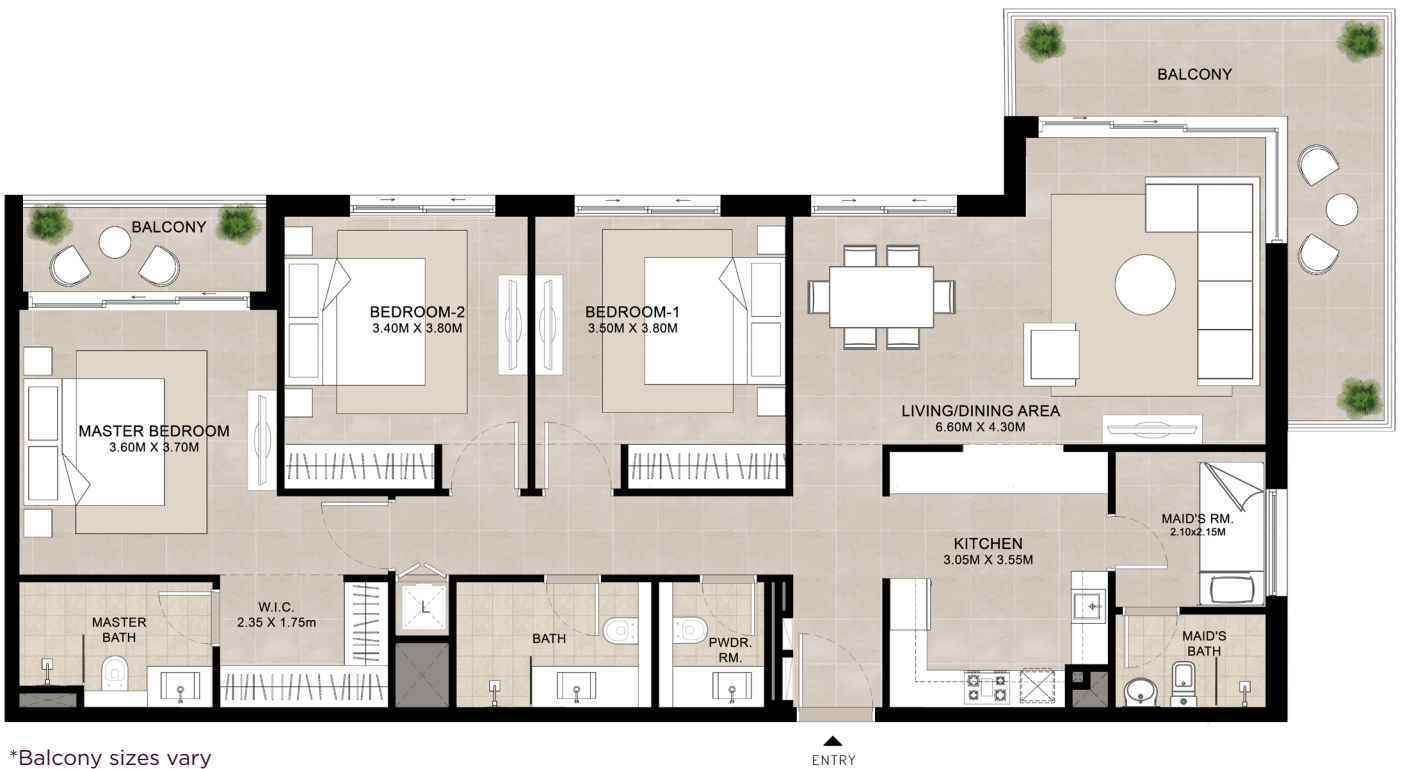 BALCONY
BALCONY
BEDROOM-2
3.40M X 3.80M
BEDROOM-1
3.50M X 3.80M
MASTER BEDROOM
3.60M X 3.70M
LIVING/DINING AREA
6.60M X 4.30M
MAID'S RM.
2.10x2.15M
KITCHEN
3.05M X 3.55M
W.I.C.
2.35 X 1.75m
L
MASTER
BATH
BATH
PWDR.
RM.
MAID'S
BATH
*Balcony sizes vary
ENTRY